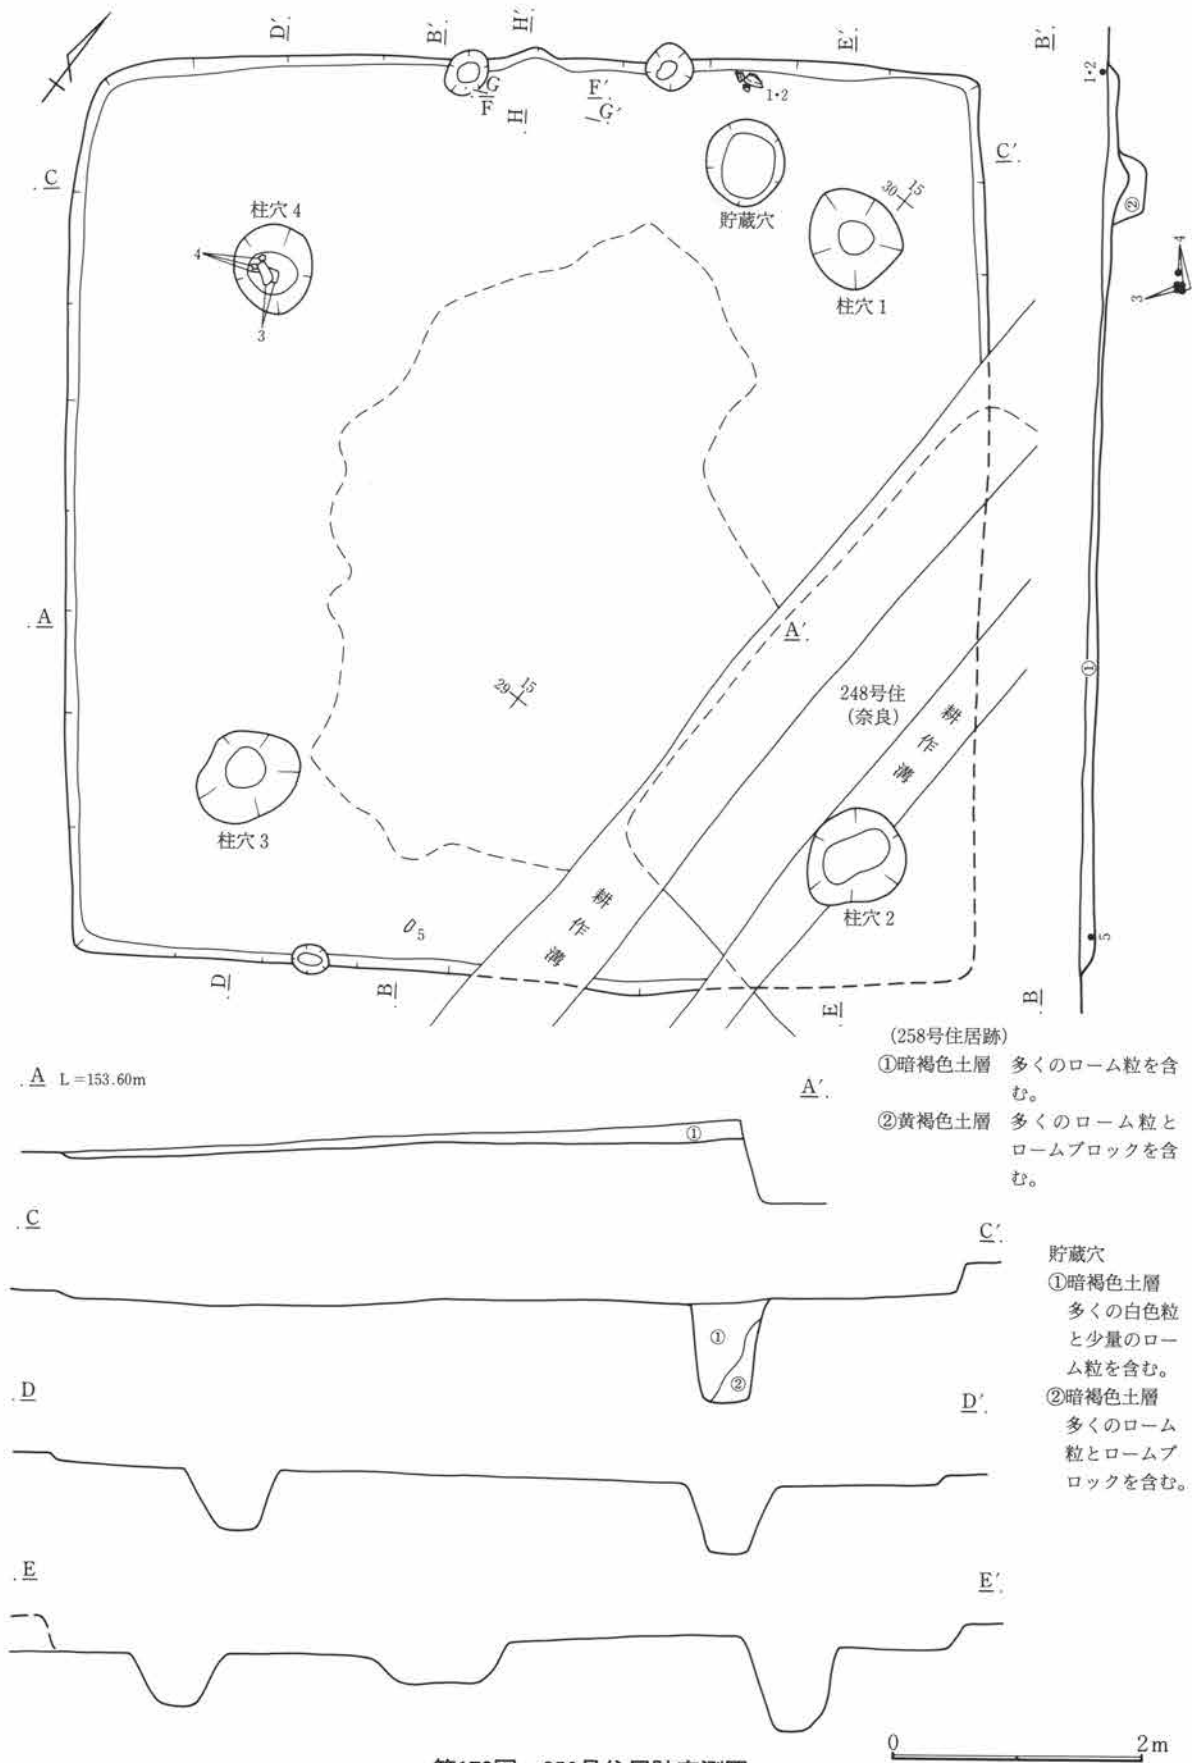 D′
B′
H′
E′
B′
1・2
G
F
H
F′
G′
1・2
C
C′
30
15
②
貯蔵穴
柱穴4
4
3
柱穴1
4
3
A
A′
29
15
①
248号住
(奈良)
耕作溝
柱穴3
柱穴2
5
耕作溝
5
D
B
E
B
(258号住居跡)
①暗褐色土層 多くのローム粒を含
む。
②黄褐色土層 多くのローム粒と
ロームブロックを含
む。
A L=153.60m
A′
①
C
C′
①
②
貯蔵穴
①暗褐色土層
多くの白色粒
と少量のロー
ム粒を含む。
②暗褐色土層
多くのローム
粒とロームブ
ロックを含む。
D
D′
E
E′
0 2m